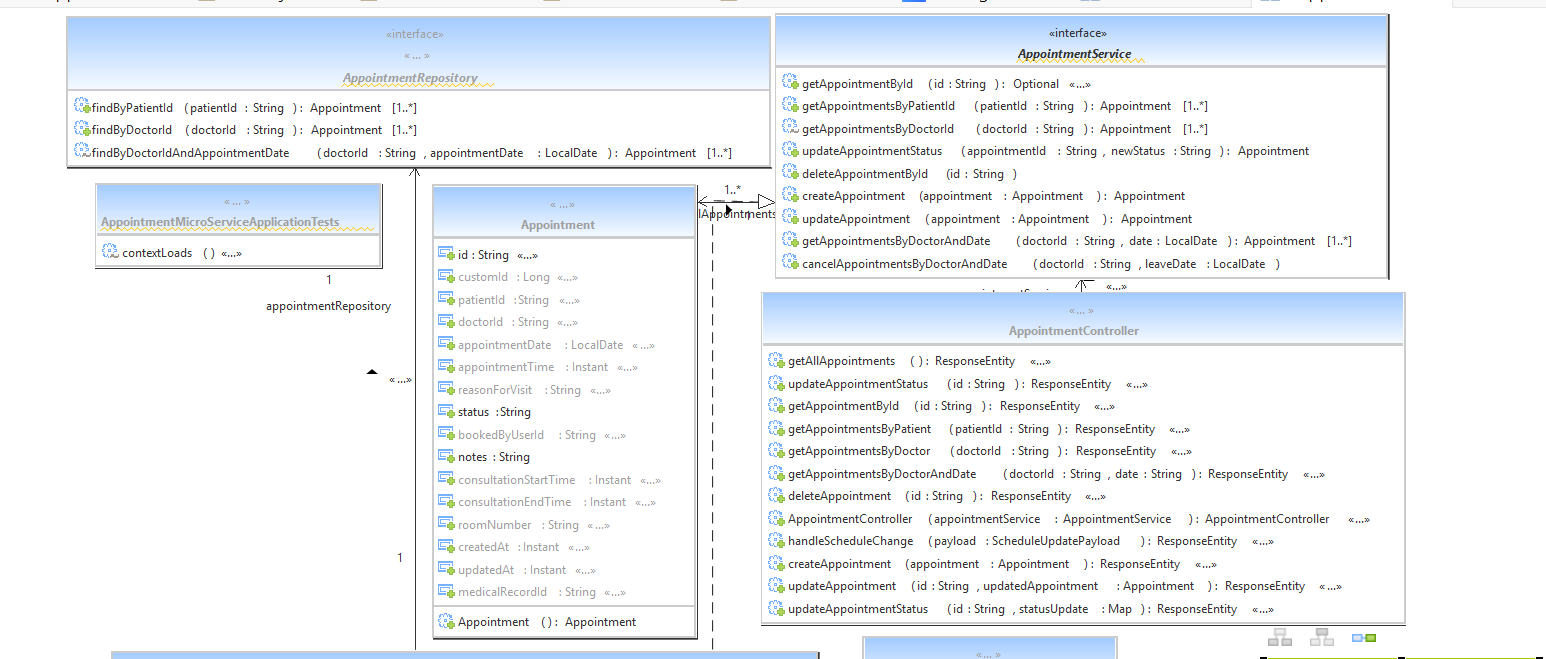 «interface»
«...»
AppointmentRepository
findByPatientId (patientId : String ) : Appointment [1..*]
findByDoctorId (doctorId : String ) : Appointment [1..*]
findByDoctorIdAndAppointmentDate (doctorId : String , appointmentDate : LocalDate ) : Appointment [1..*]
«interface»
AppointmentService
getAppointmentById (id : String ) : Optional «...»
getAppointmentsByPatientId (patientId : String ) : Appointment [1..*]
getAppointmentsByDoctorId (doctorId : String ) : Appointment [1..*]
updateAppointmentStatus (appointmentId : String , newStatus : String ) : Appointment
deleteAppointmentById (id : String )
createAppointment (appointment : Appointment ) : Appointment
updateAppointment (appointment : Appointment ) : Appointment
getAppointmentsByDoctorAndDate (doctorId : String , date : LocalDate ) : Appointment [1..*]
cancelAppointmentsByDoctorAndDate (doctorId : String , leaveDate : LocalDate )
«...»
AppointmentMicroServiceApplicationTests
contextLoads () «...»
1
appointmentRepository
«...»
1
«...»
Appointment
id : String «...»
customId : Long «...»
patientId : String «...»
doctorId : String «...»
appointmentDate : LocalDate «...»
appointmentTime : Instant «...»
reasonForVisit : String «...»
status : String
bookedByUserId : String «...»
notes : String
consultationStartTime : Instant «...»
consultationEndTime : Instant «...»
roomNumber : String «...»
createdAt : Instant «...»
updatedAt : Instant «...»
medicalRecordId : String «...»
Appointment () : Appointment
1..*
lAppointments
«...»
«...»
AppointmentController
getAllAppointments () : ResponseEntity «...»
updateAppointmentStatus (id : String ) : ResponseEntity «...»
getAppointmentById (id : String ) : ResponseEntity «...»
getAppointmentsByPatient (patientId : String ) : ResponseEntity «...»
getAppointmentsByDoctor (doctorId : String ) : ResponseEntity «...»
getAppointmentsByDoctorAndDate (doctorId : String , date : String ) : ResponseEntity «...»
deleteAppointment (id : String ) : ResponseEntity «...»
AppointmentController (appointmentService : AppointmentService ) : AppointmentController «...»
handleScheduleChange (payload : ScheduleUpdatePayload ) : ResponseEntity «...»
createAppointment (appointment : Appointment ) : ResponseEntity «...»
updateAppointment (id : String , updatedAppointment : Appointment ) : ResponseEntity «...»
updateAppointmentStatus (id : String , statusUpdate : Map ) : ResponseEntity «...»
«...»